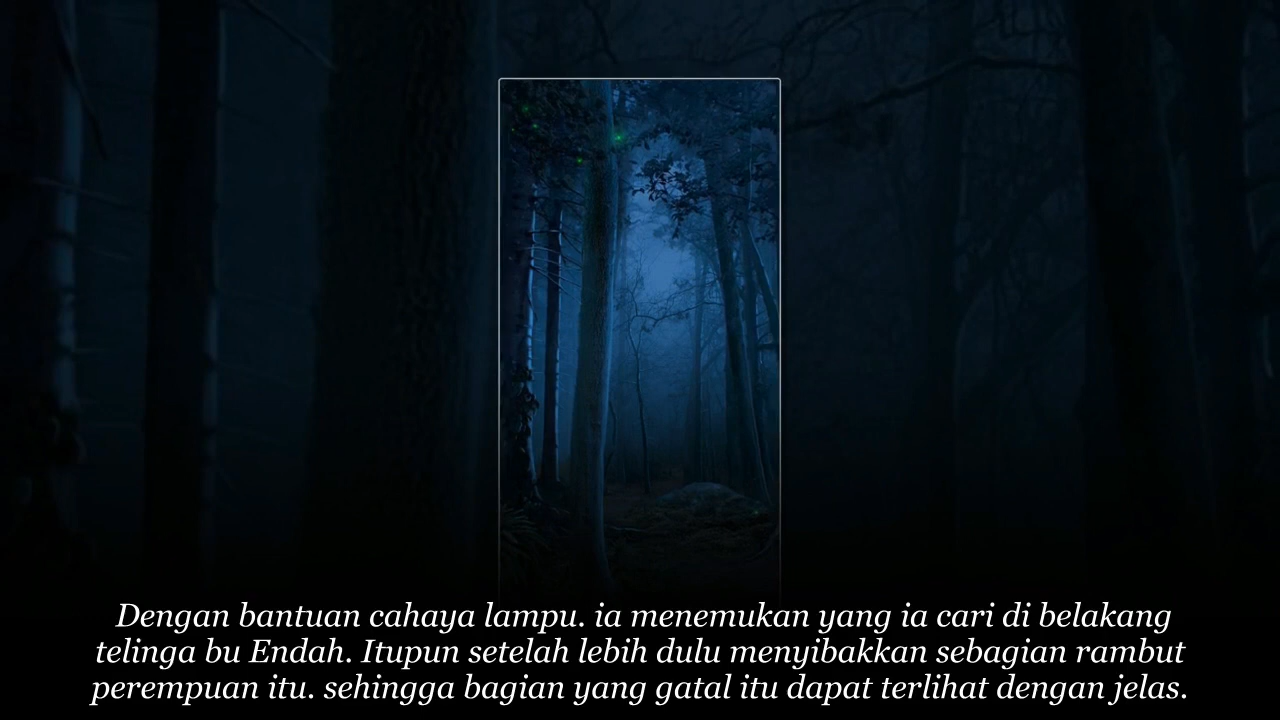 Dengan bantuan cahaya lampu. ia menemukan yang ia cari di belakang
telinga bu Endah. Itupun setelah lebih dulu menyibakkan sebagian rambut
perempuan itu. sehingga bagian yang gatal itu dapat terlihat dengan jelas.